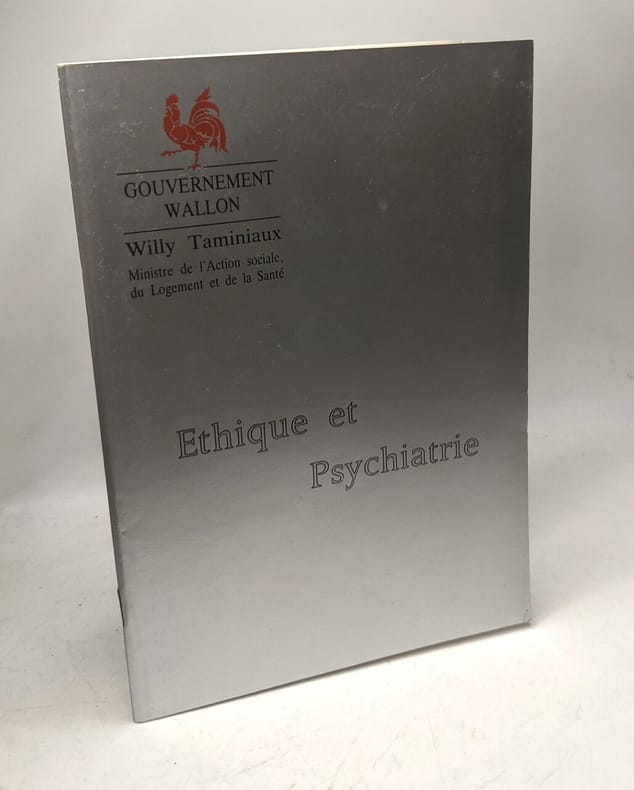 GOUVERNEMENT
WALLON
Willy Taminiaux
Ministre de l'Action sociale,
du Logement et de la Santé
Ethique et
Psychiatrie